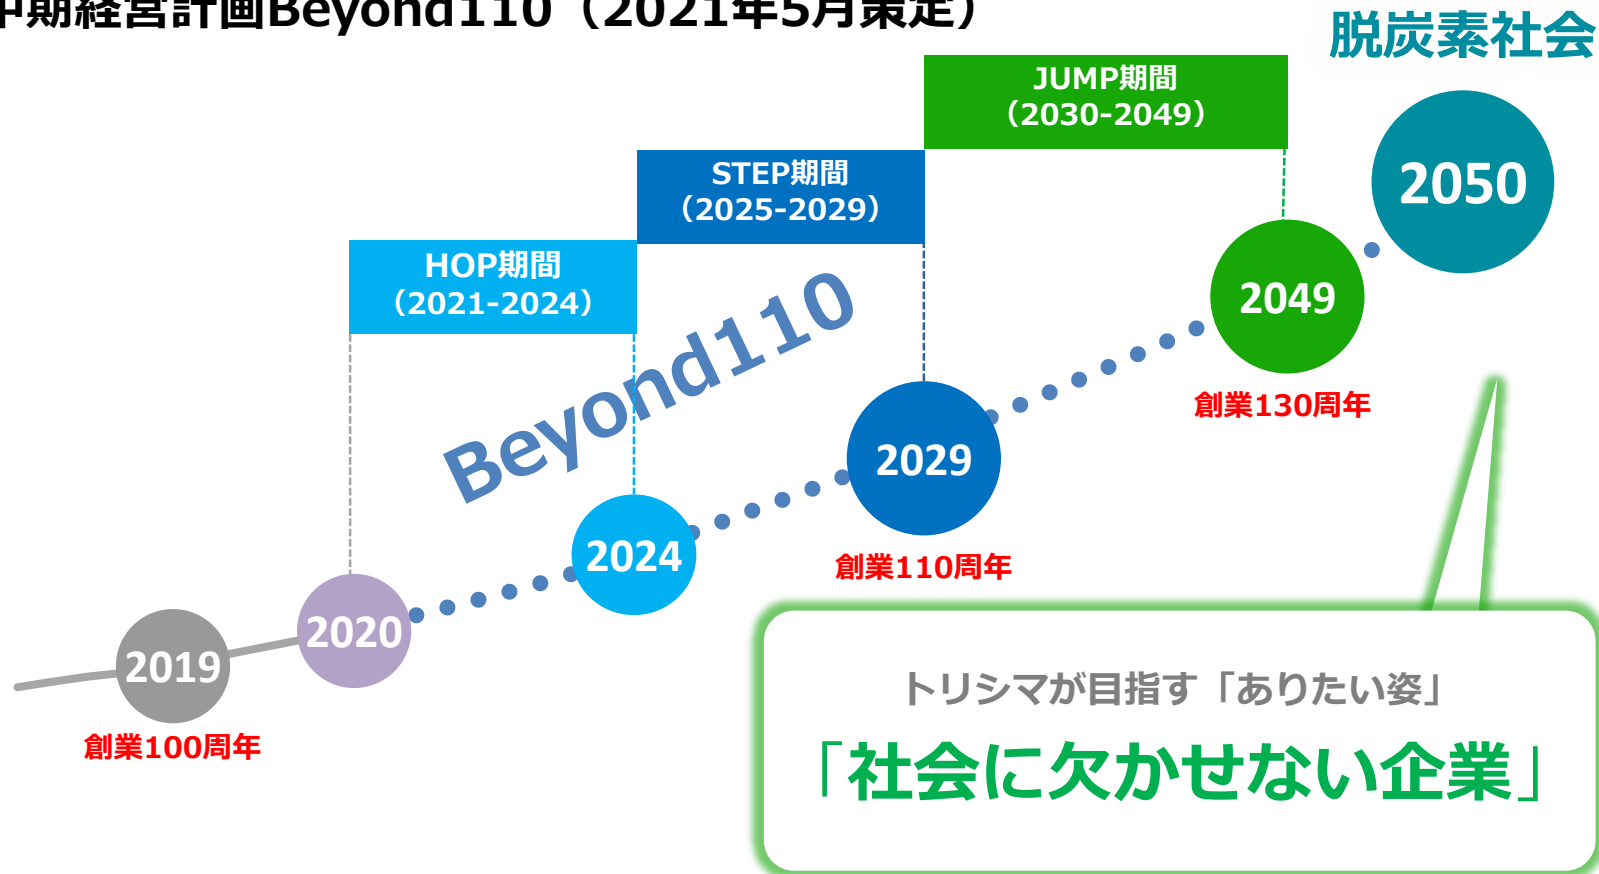 中期経営計画Beyond110（2021年5月策定）
脱炭素社会
JUMP期間
（2030-2049）
2050
STEP期間
（2025-2029）
HOP期間
（2021-2024）
Beyond110
2049
創業130周年
2029
創業110周年
2024
2020
2019
創業100周年
トリシマが目指す「ありたい姿」
「社会に欠かせない企業」